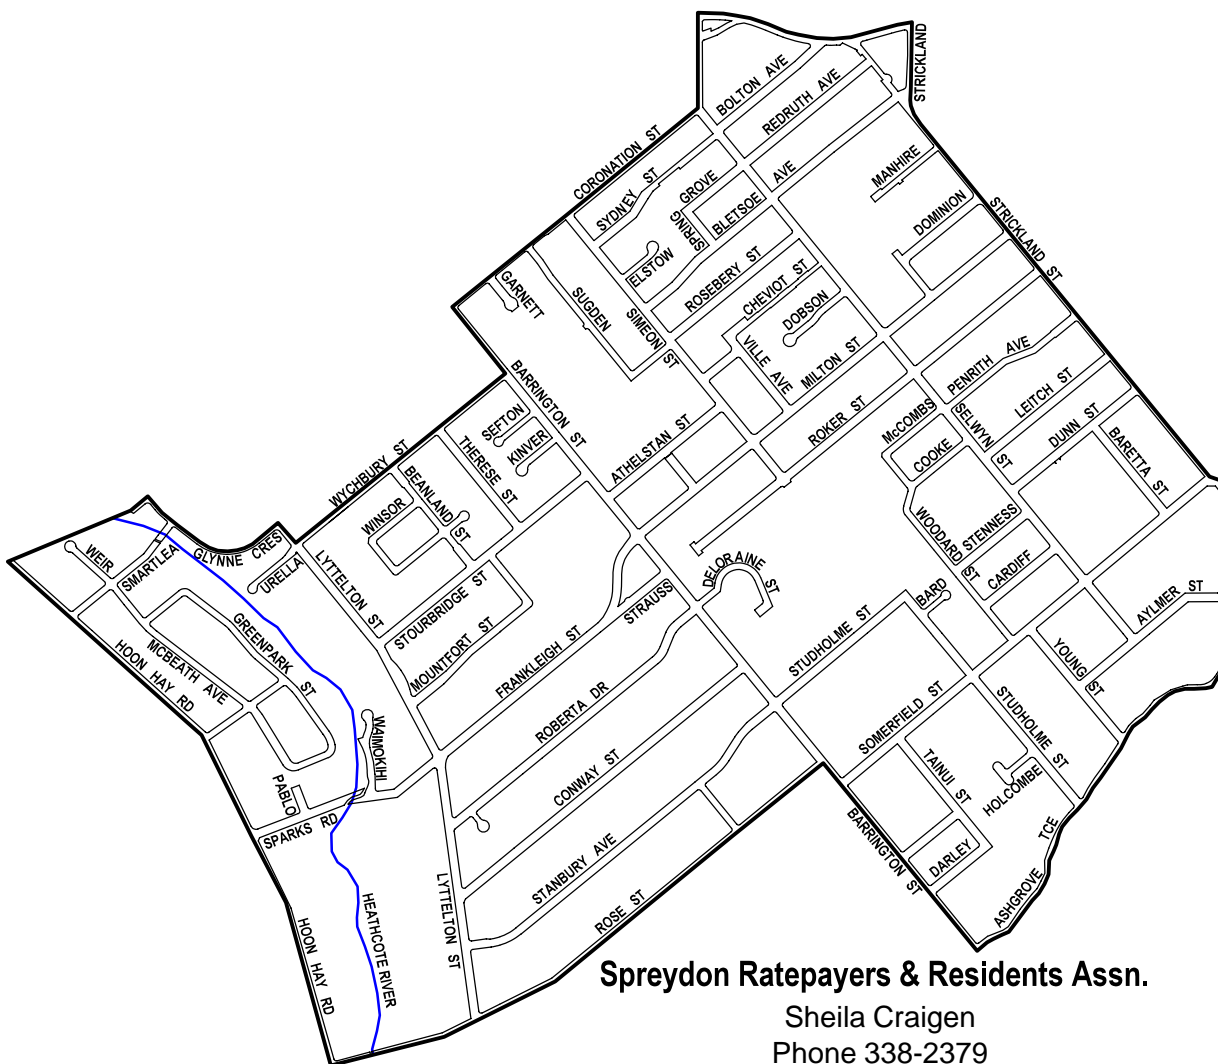 STRICKLAND
BOLTON AVE
REDRUTH AVE
CORONATION ST
MANHIRE
AVE
SYDNEY ST
GROVE
SPRING
BLETSOE
DOMINION
STRICKLAND ST
ELSTOW
ROSEBERY ST
CHEVIOT ST
GARNETT
SUGDEN
SIMEON ST
DOBSON
VILLE AVE
MILTON ST
PENRITH AVE
BARRINGTON ST
LEITCH ST
SEFTON
KINVER
THERESE ST
ATHELSTAN ST
ROKER ST
McCOMBS
SELWYN ST
DUNN ST
BARETTA ST
COOKE
WYCHBURY ST
BEANLAND ST
WINSOR
WOODARD ST
STENNESS
CARDIFF
WEIR
SMARTLEA
GLYNNE CRES
URELLA
LYTTELTON ST
DELORAINE ST
STOURBRIDGE ST
STRAUSS
BARD
AYLMER ST
GREENPARK ST
MCBEATH AVE
HOON HAY RD
MOUNTFORT ST
FRANKLEIGH ST
STUDHOLME ST
YOUNG ST
ROBERTA DR
SOMERFIELD ST
STUDHOLME ST
WAIMOKIHI
PABLO
CONWAY ST
TAINUI ST
HOLCOMBE
SPARKS RD
STANBURY AVE
BARRINGTON ST
DARLEY
ASHGROVE TCE
HOON HAY RD
HEATHCOTE RIVER
LYTTELTON ST
ROSE ST
Spreydon Ratepayers & Residents Assn.
Sheila Craigen
Phone 338-2379